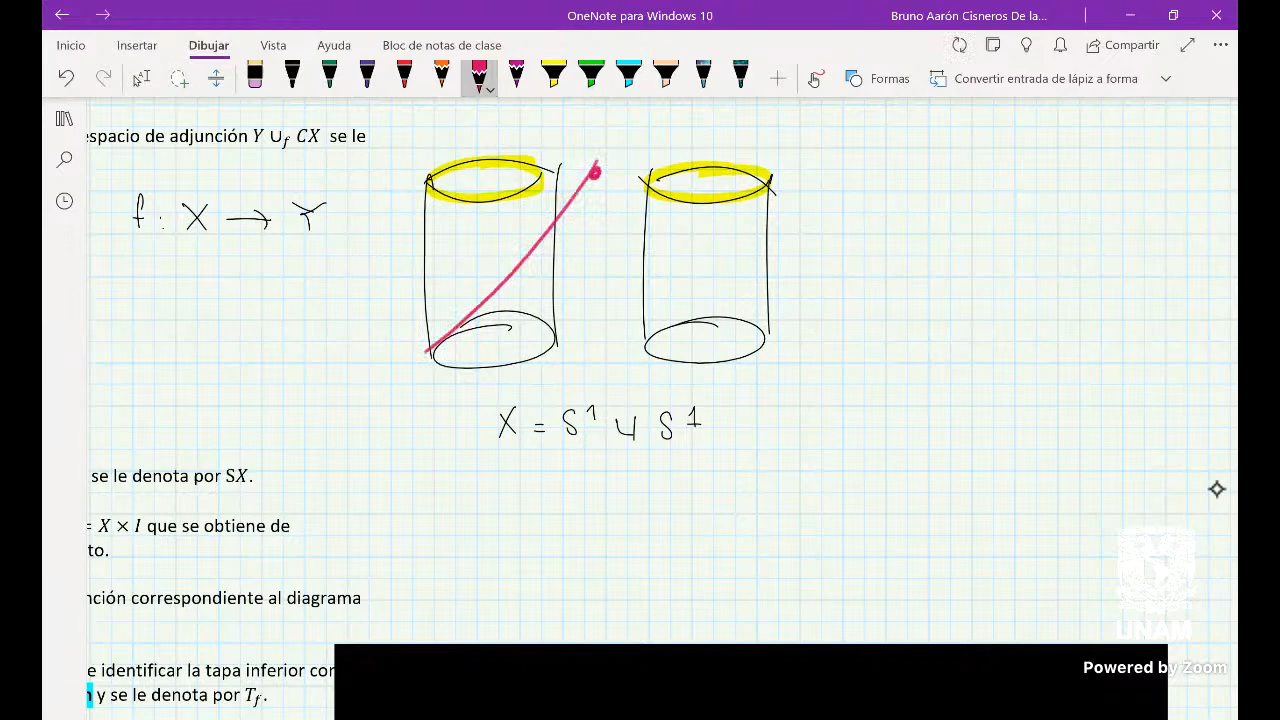 OneNote para Windows 10
Bruno Aarón Cisneros De la...
Inicio Insertar Dibujar Vista Ayuda Bloc de notas de clase
Compartir
Formas Convertir entrada de lápiz a forma
espacio de adjunción Y ∪f CX se le
f : X → Y
X = S¹ ⊔ S¹
se le denota por SX.
= X × I que se obtiene de
to.
nción correspondiente al diagrama
e identificar la tapa inferior con
n y se le denota por Tf.
UNAM
Powered by Zoom